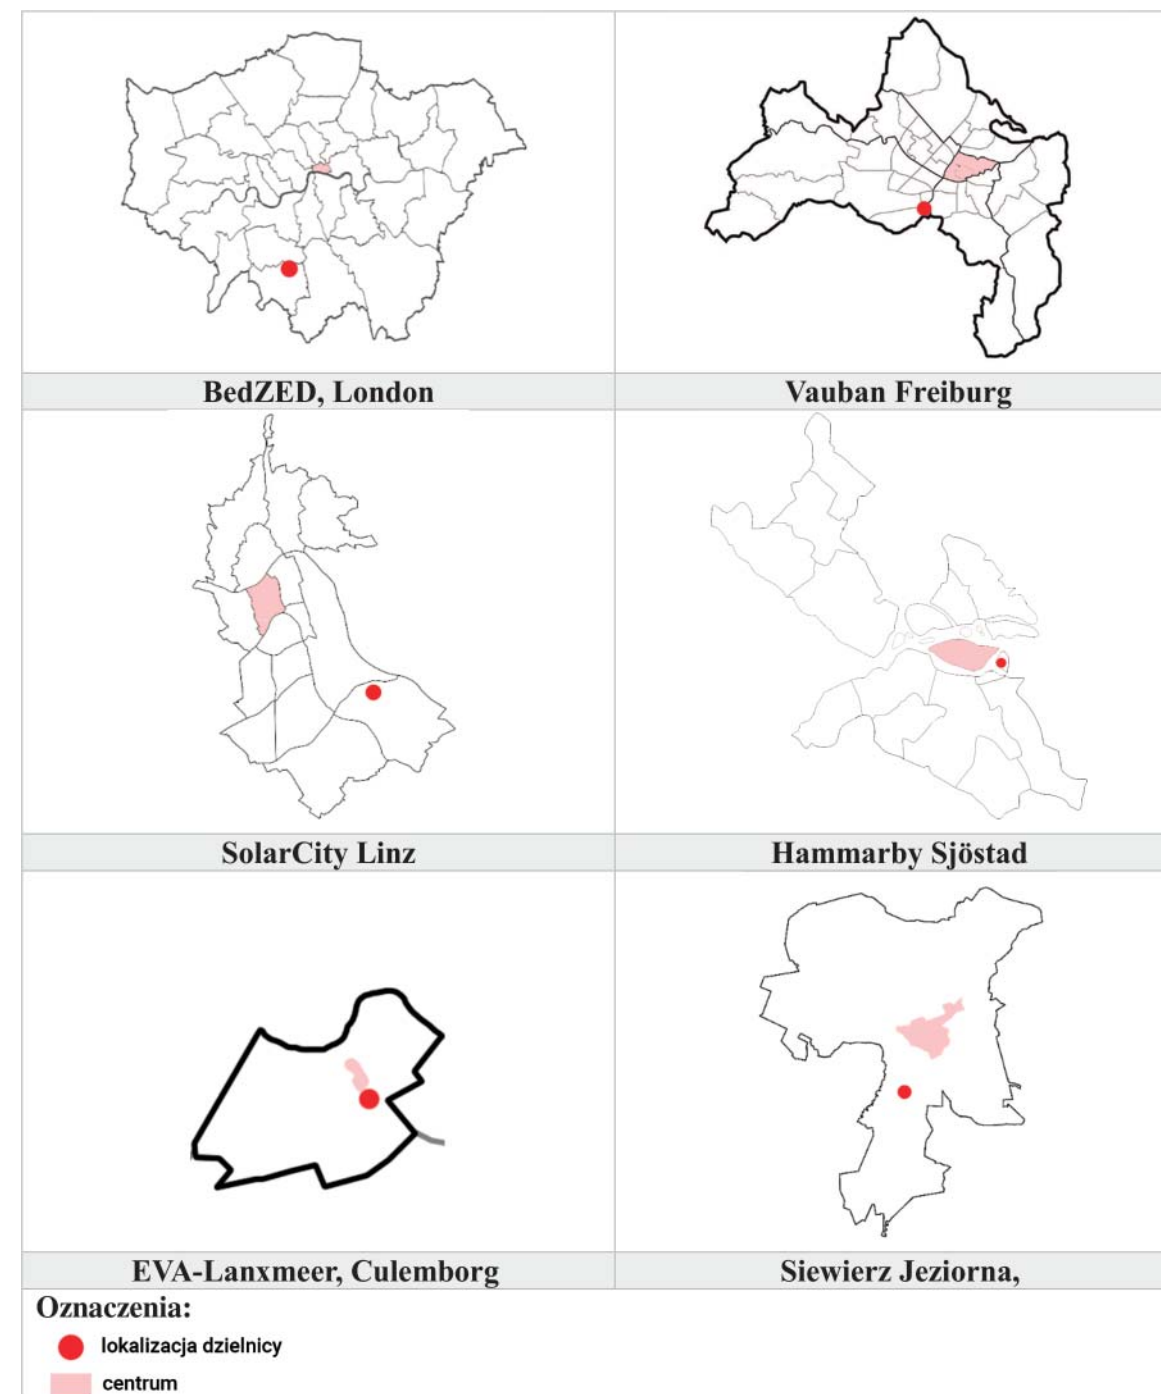 BedZED, London
Vauban Freiburg
SolarCity Linz
Hammarby Sjöstad
EVA-Lanxmeer, Culemborg
Siewierz Jeziorna,
Oznaczenia:
lokalizacja dzielnicy
centrum